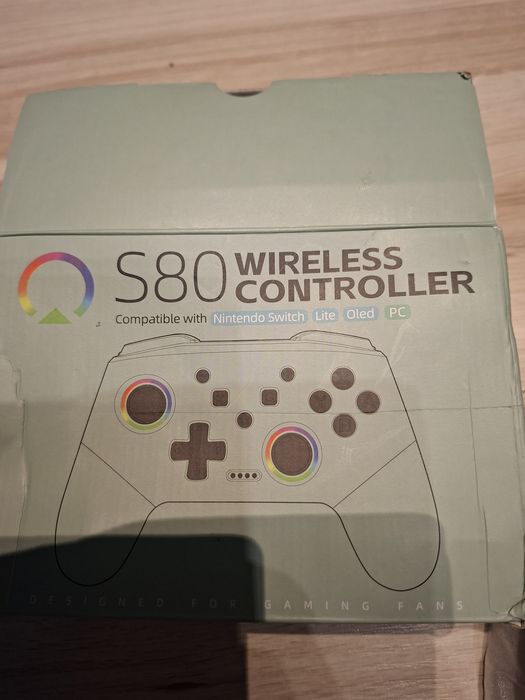 S80 WIRELESS CONTROLLER
Compatible with Nintendo Switch Lite Oled PC
DESIGNED FOR GAMING FANS